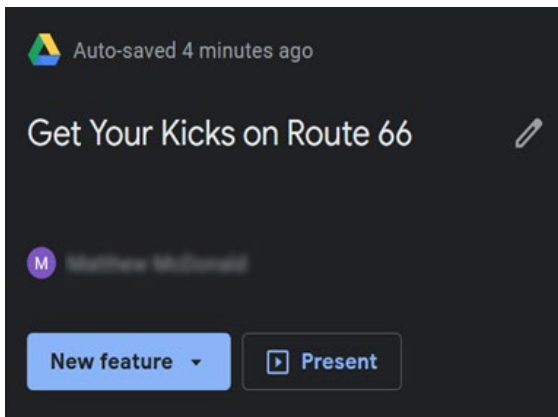 Auto-saved 4 minutes ago
Get Your Kicks on Route 66
M
New feature
Present